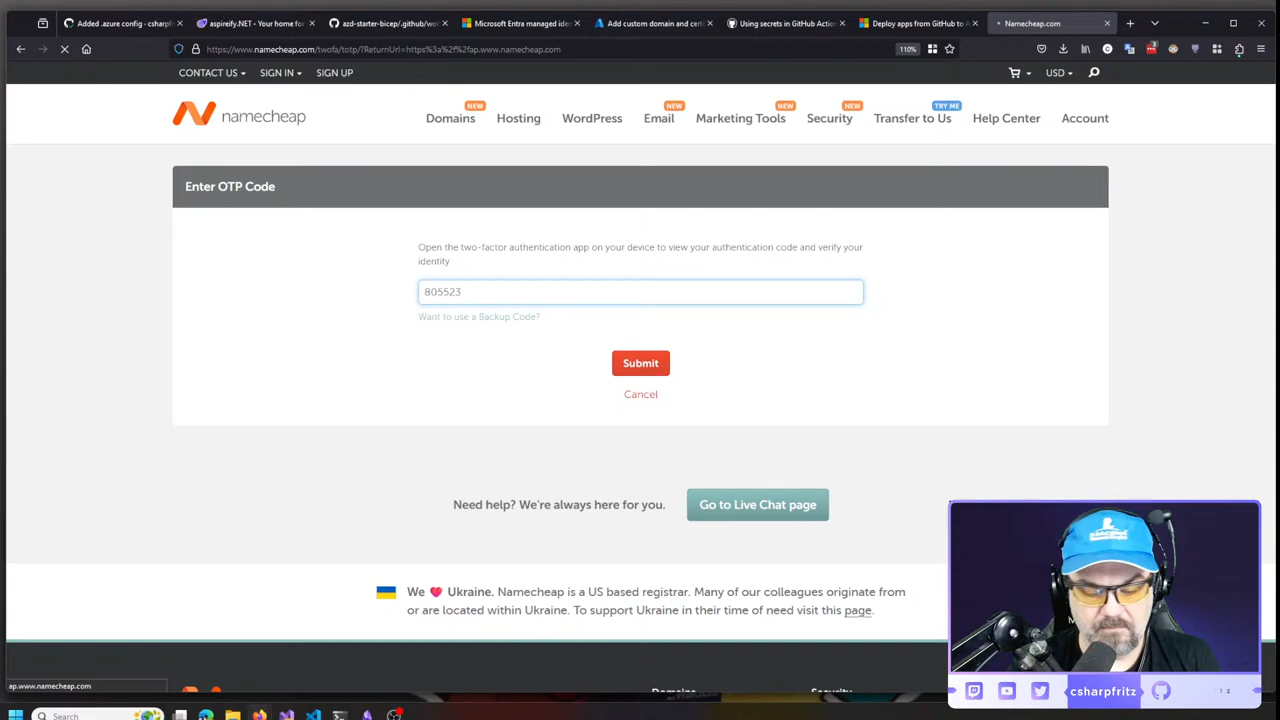 Added .azure config - csharpf
aspireify.NET - Your home fo
azd-starter-bicep/.github/wo
Microsoft Entra managed iden
Add custom domain and cert
Using secrets in GitHub Action
Deploy apps from GitHub to A
Namecheap.com
https://www.namecheap.com/twofa/totp/?ReturnUrl=https%3a%2f%2fap.www.namecheap.com
110%
CONTACT US
SIGN IN
SIGN UP
USD
namecheap
Domains
NEW
Hosting
WordPress
Email
NEW
Marketing Tools
NEW
Security
NEW
Transfer to Us
TRY ME
Help Center
Account
Enter OTP Code
Open the two-factor authentication app on your device to view your authentication code and verify your
identity
805523
Want to use a Backup Code?
Submit
Cancel
Need help? We're always here for you.
Go to Live Chat page
We ❤ Ukraine. Namecheap is a US based registrar. Many of our colleagues originate from
or are located within Ukraine. To support Ukraine in their time of need visit this page.
ap.www.namecheap.com
Domains
Security
csharpfritz
Search